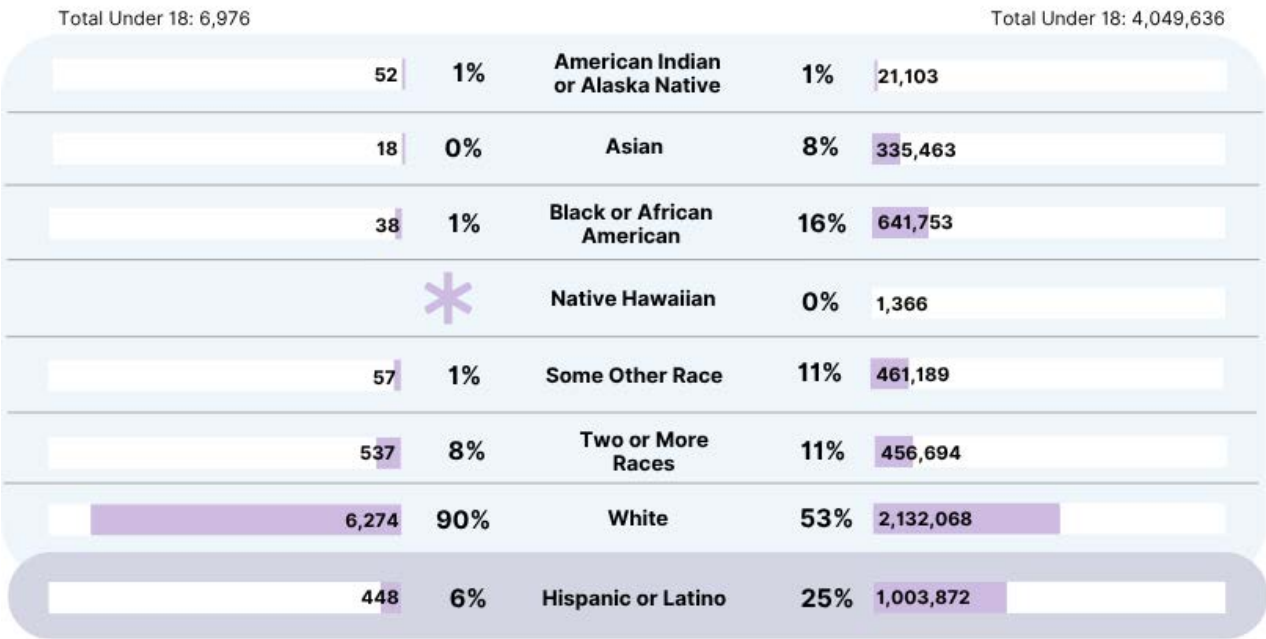 Total Under 18: 6,976 Total Under 18: 4,049,636
52 1% American Indian or Alaska Native 1% 21,103
18 0% Asian 8% 335,463
38 1% Black or African American 16% 641,753
* Native Hawaiian 0% 1,366
57 1% Some Other Race 11% 461,189
537 8% Two or More Races 11% 456,694
6,274 90% White 53% 2,132,068
448 6% Hispanic or Latino 25% 1,003,872